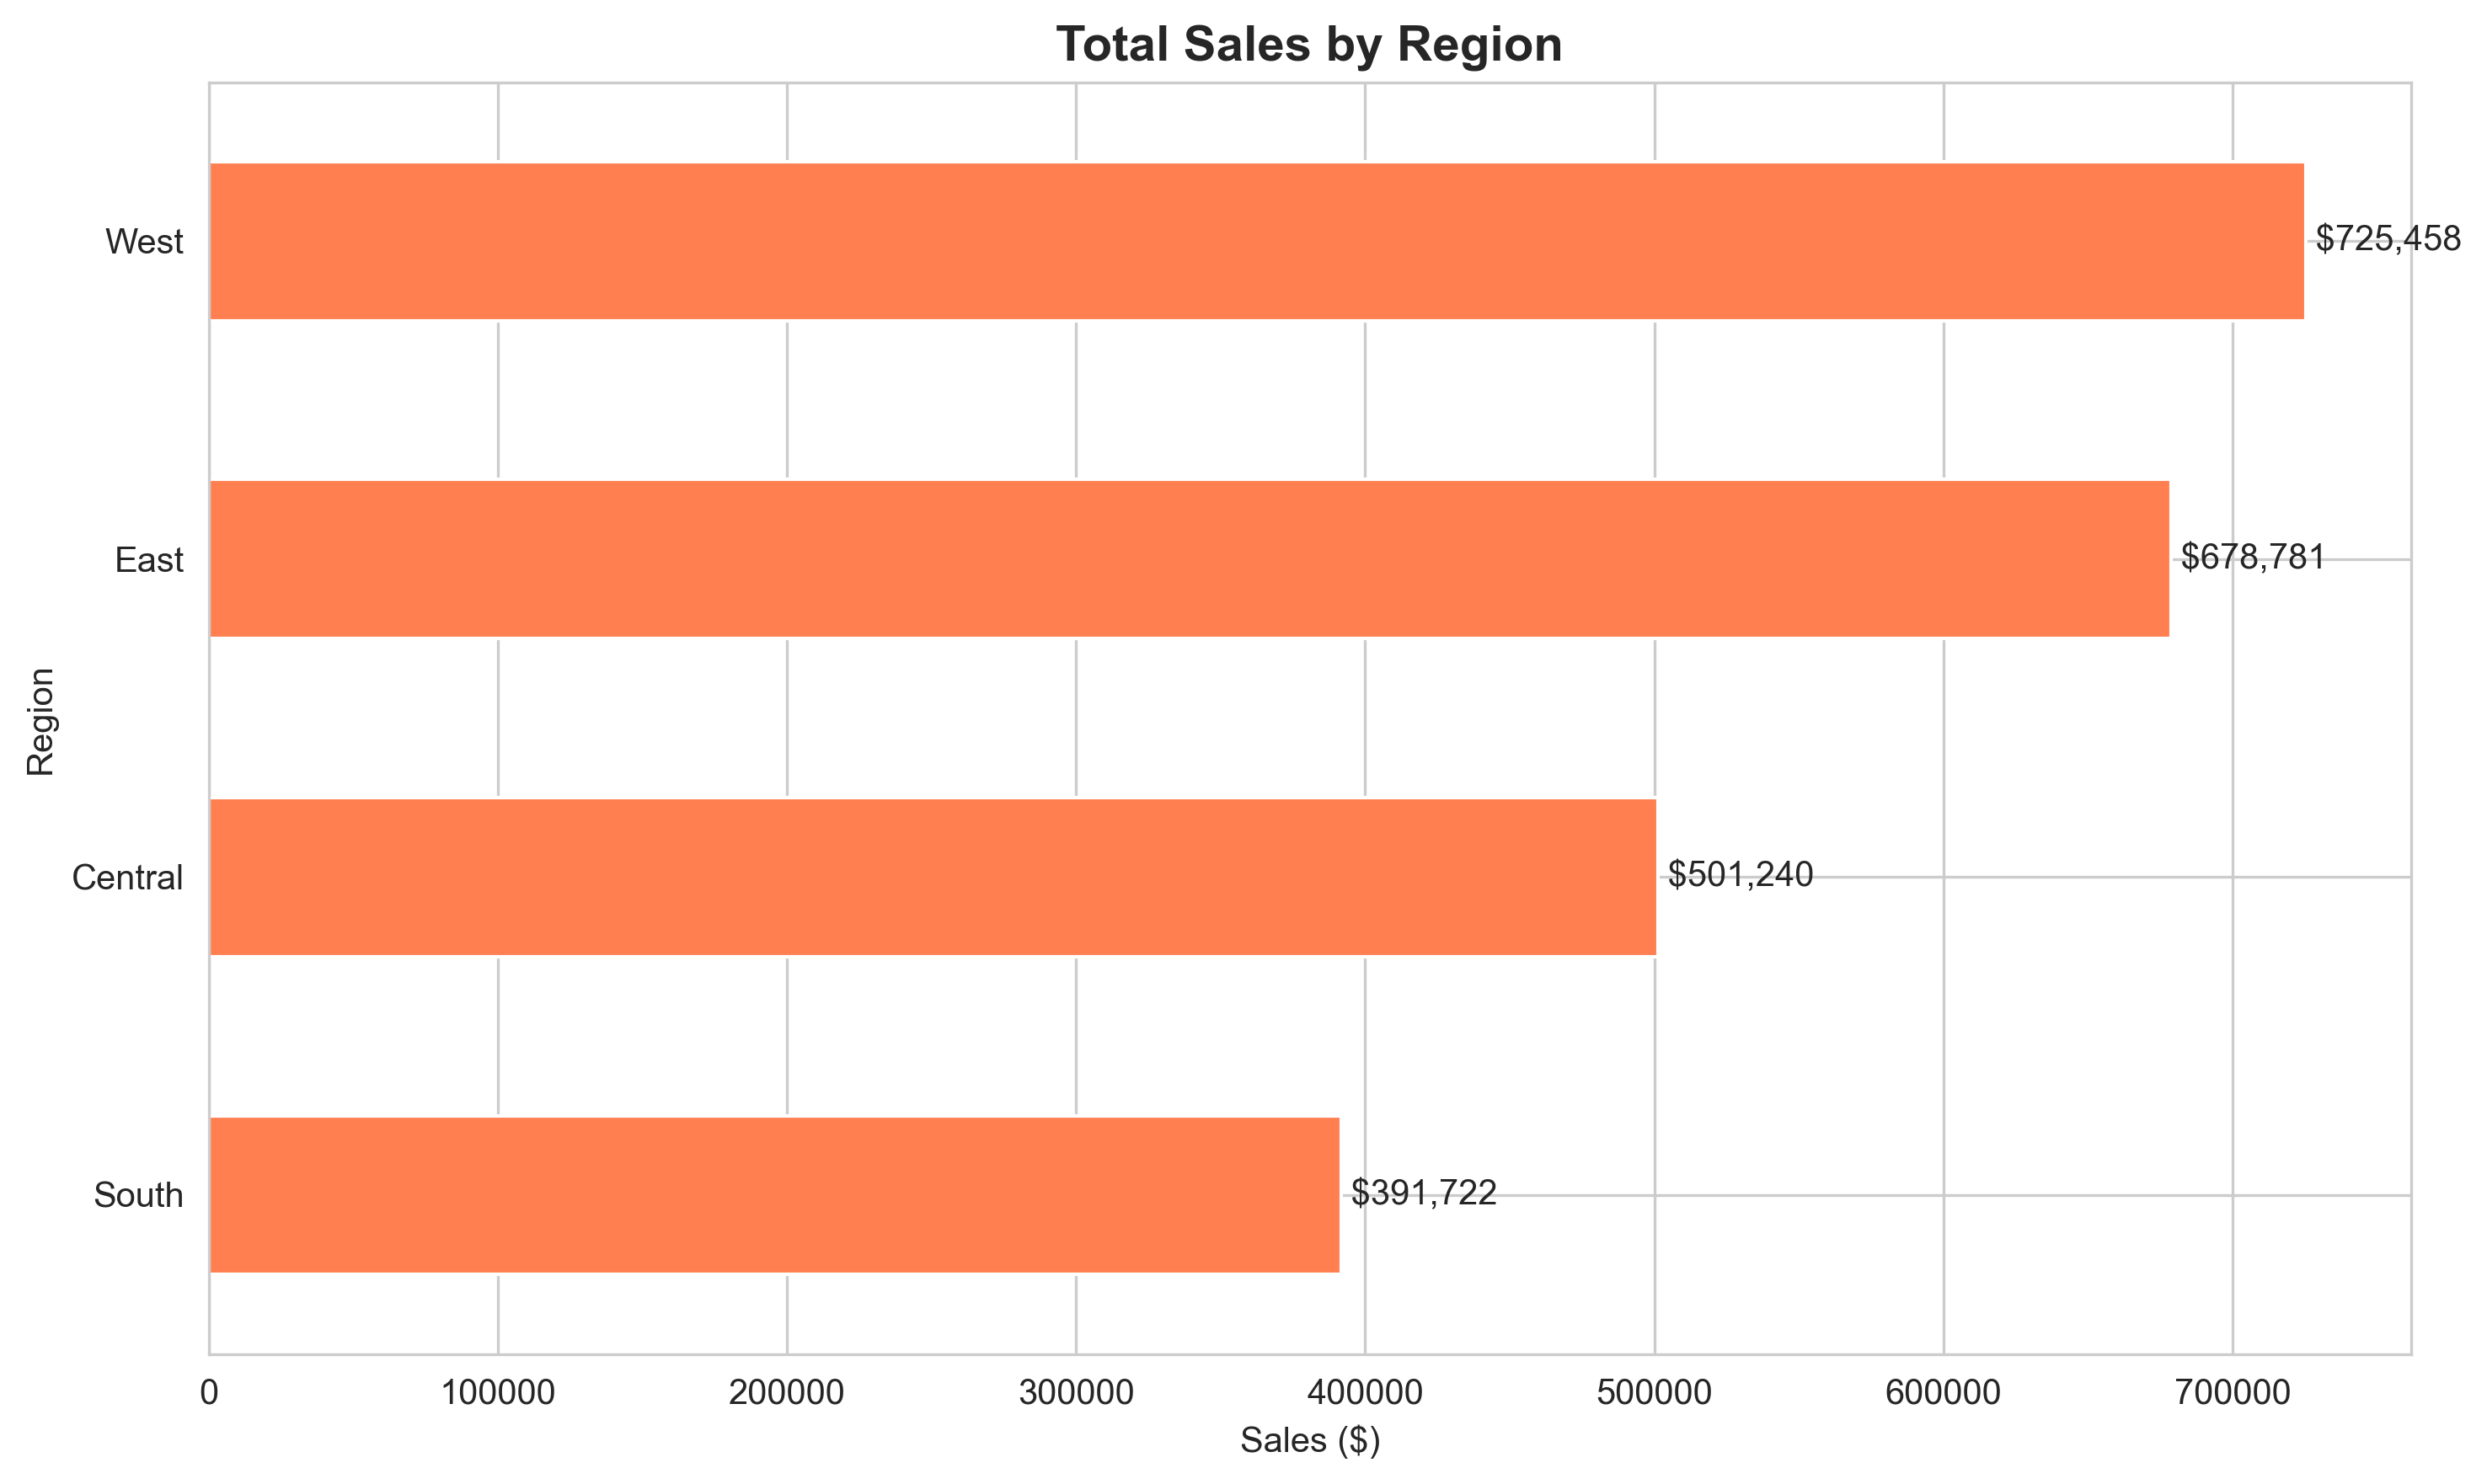 Total Sales by Region
West
$725,458
East
$678,781
Region
Central
$501,240
South
$391,722
0 100000 200000 300000 400000 500000 600000 700000
Sales ($)